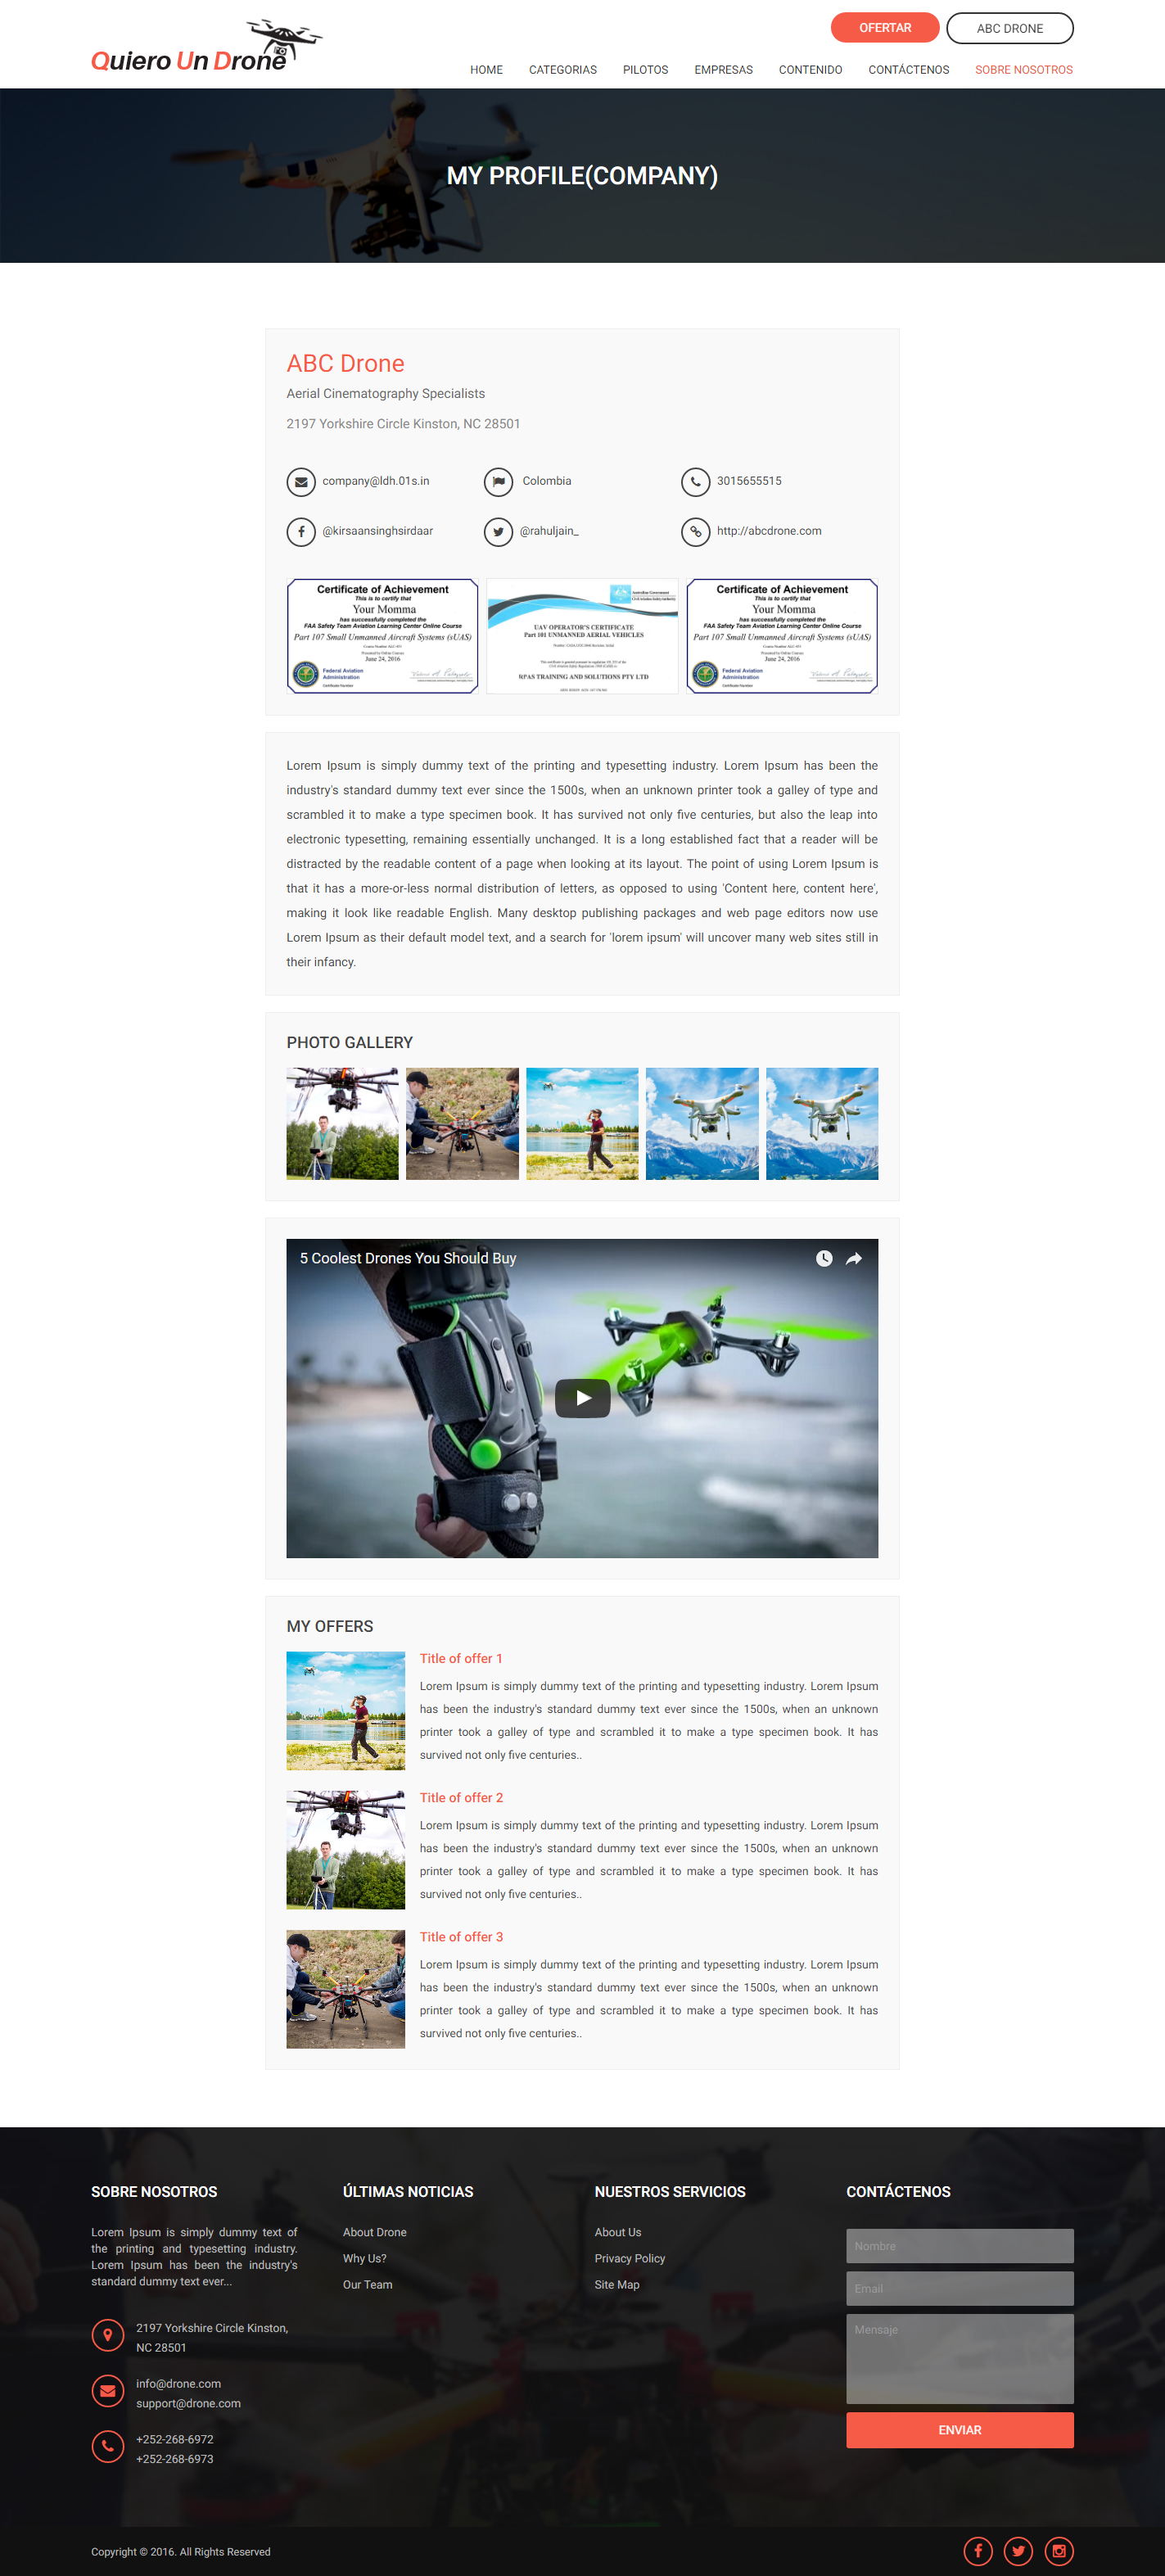 Quiero Un Drone
OFERTAR
ABC DRONE
HOME
CATEGORIAS
PILOTOS
EMPRESAS
CONTENIDO
CONTÁCTENOS
SOBRE NOSOTROS
MY PROFILE(COMPANY)
ABC Drone
Aerial Cinematography Specialists
2197 Yorkshire Circle Kinston, NC 28501
company@ldh.01s.in
Colombia
3015655515
@kirsaansinghsirdaar
@rahuljain_
http://abcdrone.com
Certificate of Achievement
This is to certify that
Your Momma
has successfully completed the
FAA Safety Team Aviation Learning Center Online Course
Part 107 Small Unmanned Aircraft Systems (sUAS)
June 24, 2016
Federal Aviation
Administration
Australian Government
UAV OPERATOR'S CERTIFICATE
Part 101 UNMANNED AERIAL VEHICLES
RPAS TRAINING AND SOLUTIONS PTY LTD
Certificate of Achievement
This is to certify that
Your Momma
has successfully completed the
FAA Safety Team Aviation Learning Center Online Course
Part 107 Small Unmanned Aircraft Systems (sUAS)
June 24, 2016
Federal Aviation
Administration
Lorem Ipsum is simply dummy text of the printing and typesetting industry. Lorem Ipsum has been the
industry's standard dummy text ever since the 1500s, when an unknown printer took a galley of type and
scrambled it to make a type specimen book. It has survived not only five centuries, but also the leap into
electronic typesetting, remaining essentially unchanged. It is a long established fact that a reader will be
distracted by the readable content of a page when looking at its layout. The point of using Lorem Ipsum is
that it has a more-or-less normal distribution of letters, as opposed to using 'Content here, content here',
making it look like readable English. Many desktop publishing packages and web page editors now use
Lorem Ipsum as their default model text, and a search for 'lorem ipsum' will uncover many web sites still in
their infancy.
PHOTO GALLERY
5 Coolest Drones You Should Buy
MY OFFERS
Title of offer 1
Lorem Ipsum is simply dummy text of the printing and typesetting industry. Lorem Ipsum
has been the industry's standard dummy text ever since the 1500s, when an unknown
printer took a galley of type and scrambled it to make a type specimen book. It has
survived not only five centuries..
Title of offer 2
Lorem Ipsum is simply dummy text of the printing and typesetting industry. Lorem Ipsum
has been the industry's standard dummy text ever since the 1500s, when an unknown
printer took a galley of type and scrambled it to make a type specimen book. It has
survived not only five centuries..
Title of offer 3
Lorem Ipsum is simply dummy text of the printing and typesetting industry. Lorem Ipsum
has been the industry's standard dummy text ever since the 1500s, when an unknown
printer took a galley of type and scrambled it to make a type specimen book. It has
survived not only five centuries..
SOBRE NOSOTROS
Lorem Ipsum is simply dummy text of
the printing and typesetting industry.
Lorem Ipsum has been the industry's
standard dummy text ever...
2197 Yorkshire Circle Kinston,
NC 28501
info@drone.com
support@drone.com
+252-268-6972
+252-268-6973
ÚLTIMAS NOTICIAS
About Drone
Why Us?
Our Team
NUESTROS SERVICIOS
About Us
Privacy Policy
Site Map
CONTÁCTENOS
Nombre
Email
Mensaje
ENVIAR
Copyright © 2016. All Rights Reserved